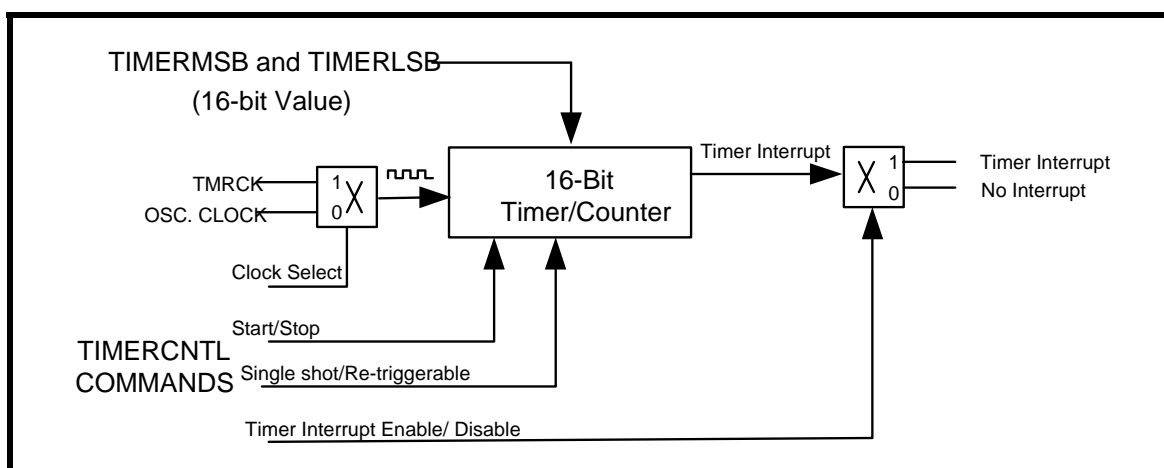 TIMERMSB and TIMERLSB
(16-bit Value)
TMRCK
OSC. CLOCK
1
0
X
Clock Select
16-Bit
Timer/Counter
Timer Interrupt
X
1
0
Timer Interrupt
No Interrupt
Start/Stop
TIMERCNTL
COMMANDS
Single shot/Re-triggerable
Timer Interrupt Enable/ Disable